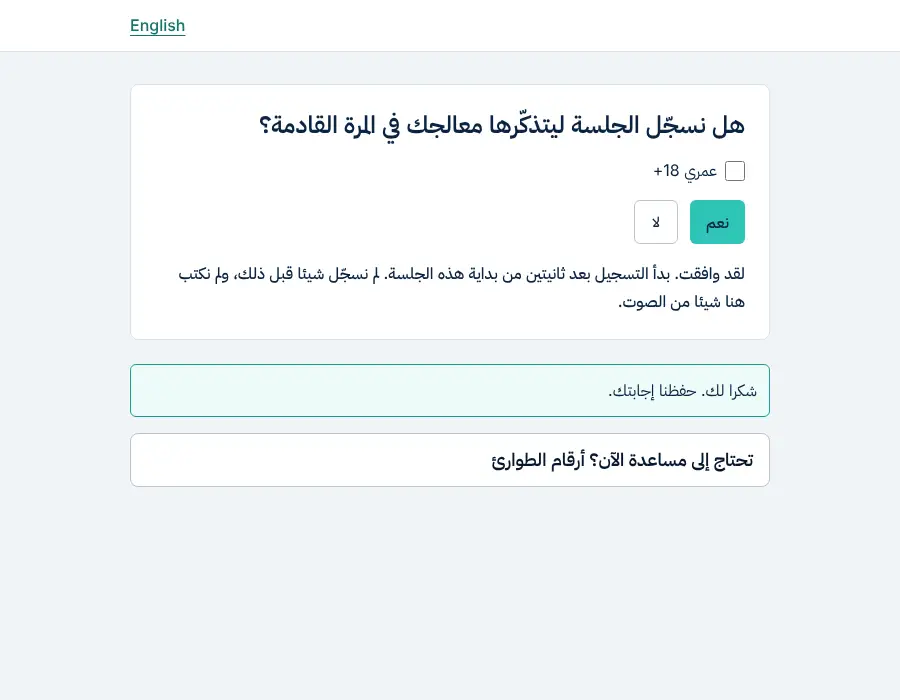 English
هل نسجّل الجلسة ليتذكّرها معالجك في المرة القادمة؟
عمري 18+
نعم
لا
لقد وافقت. بدأ التسجيل بعد ثانيتين من بداية هذه الجلسة. لم نسجّل شيئا قبل ذلك، ولم نكتب
هنا شيئا من الصوت.
شكرا لك. حفظنا إجابتك.
تحتاج إلى مساعدة الآن؟ أرقام الطوارئ